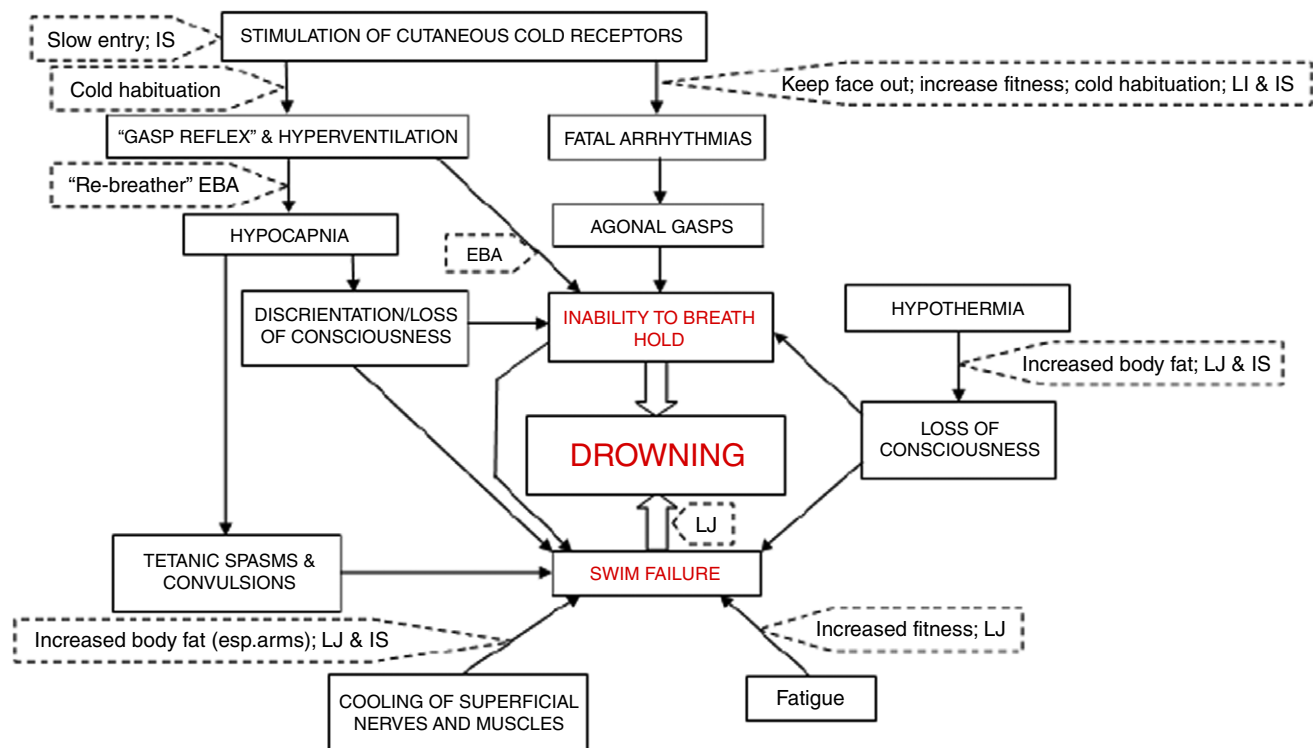 Slow entry; IS
STIMULATION OF CUTANEOUS COLD RECEPTORS
Cold habituation
Keep face out; increase fitness; cold habituation; LI & IS
“GASP REFLEX” & HYPERVENTILATION
FATAL ARRHYTHMIAS
“Re-breather” EBA
HYPOCAPNIA
AGONAL GASPS
EBA
DISCRIENTATION/LOSS
OF CONSCIOUSNESS
INABILITY TO BREATH
HOLD
HYPOTHERMIA
Increased body fat; LJ & IS
DROWNING
LOSS OF
CONSCIOUSNESS
LJ
TETANIC SPASMS &
CONVULSIONS
SWIM FAILURE
Increased body fat (esp.arms); LJ & IS
Increased fitness; LJ
COOLING OF SUPERFICIAL
NERVES AND MUSCLES
Fatigue